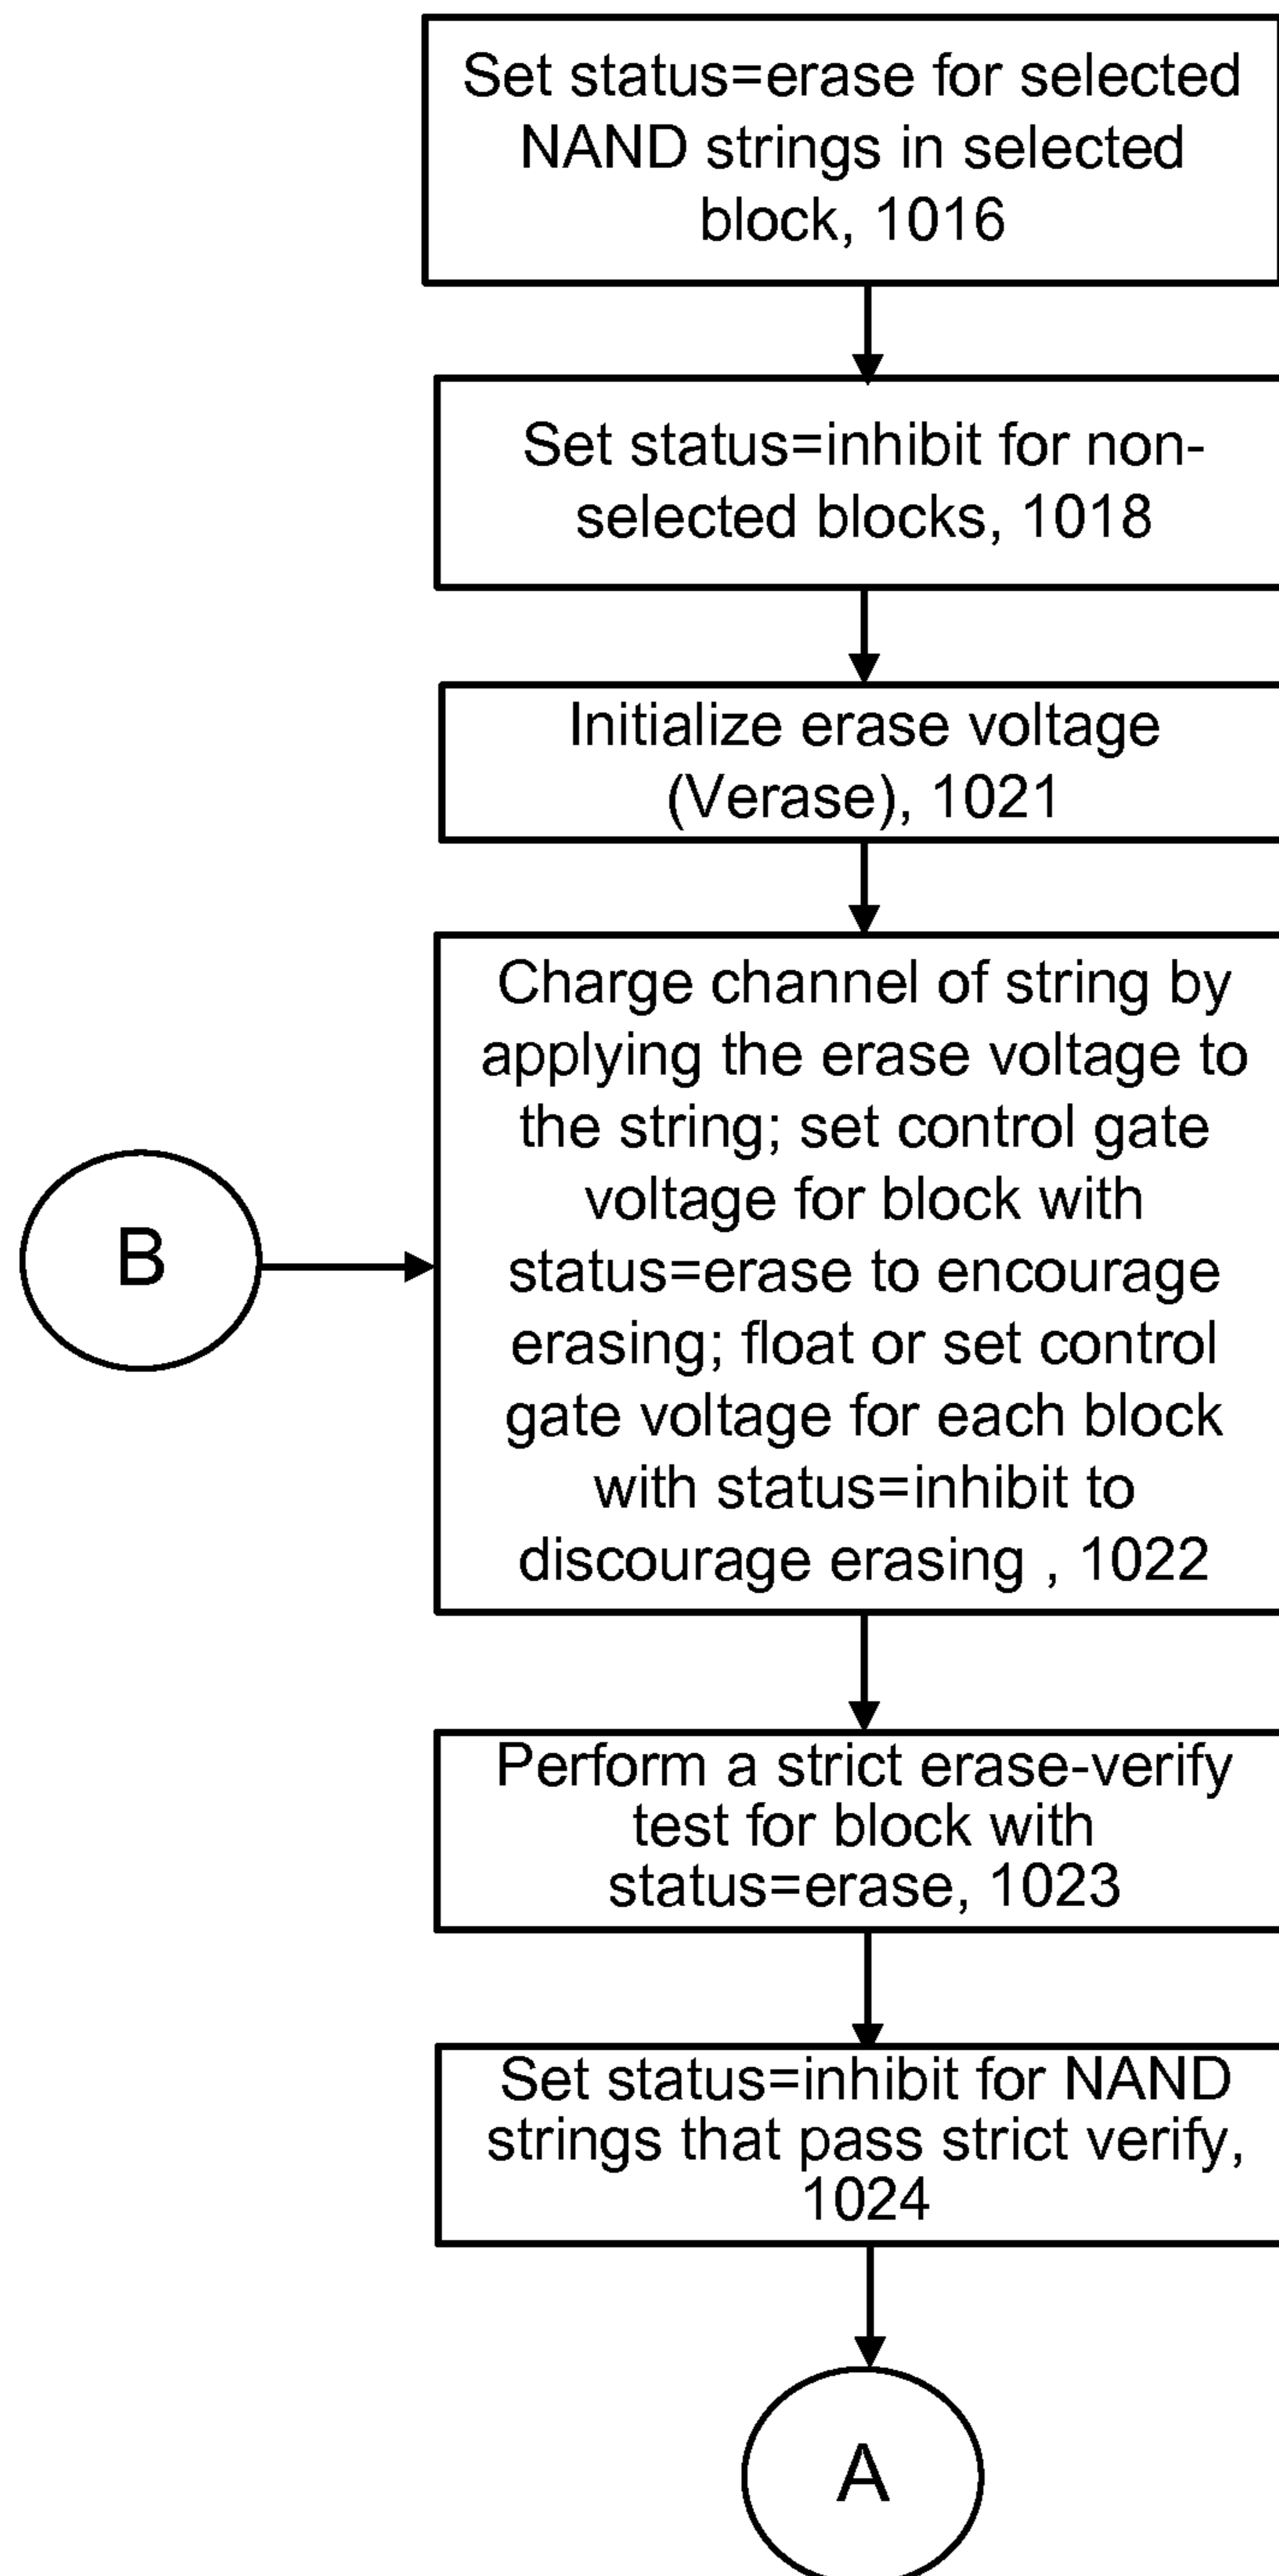 Set status=erase for selected
NAND strings in selected
block, 1016
Set status=inhibit for non-
selected blocks, 1018
Initialize erase voltage
(Verase), 1021
Charge channel of string by
applying the erase voltage to
the string; set control gate
voltage for block with
status=erase to encourage
erasing; float or set control
gate voltage for each block
with status=inhibit to
discourage erasing , 1022
B
Perform a strict erase-verify
test for block with
status=erase, 1023
Set status=inhibit for NAND
strings that pass strict verify,
1024
A